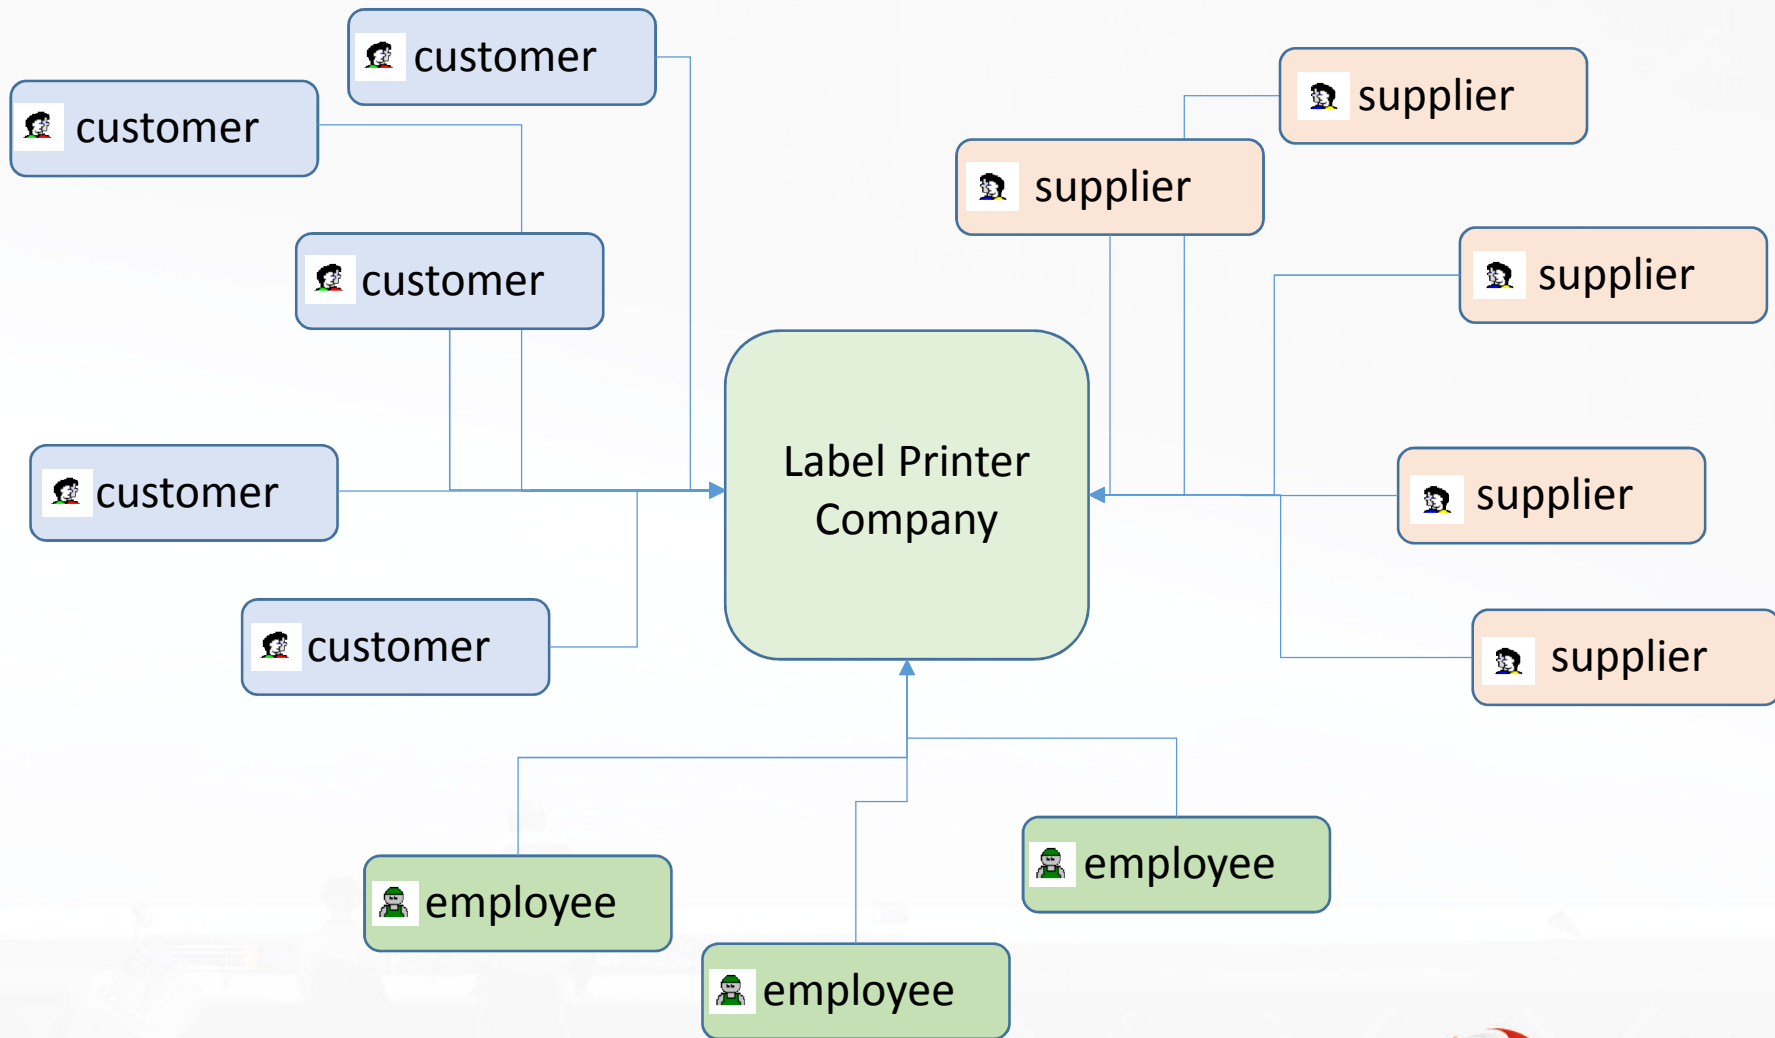 customer
customer
customer
customer
customer
supplier
supplier
supplier
supplier
supplier
Label Printer
Company
employee
employee
employee